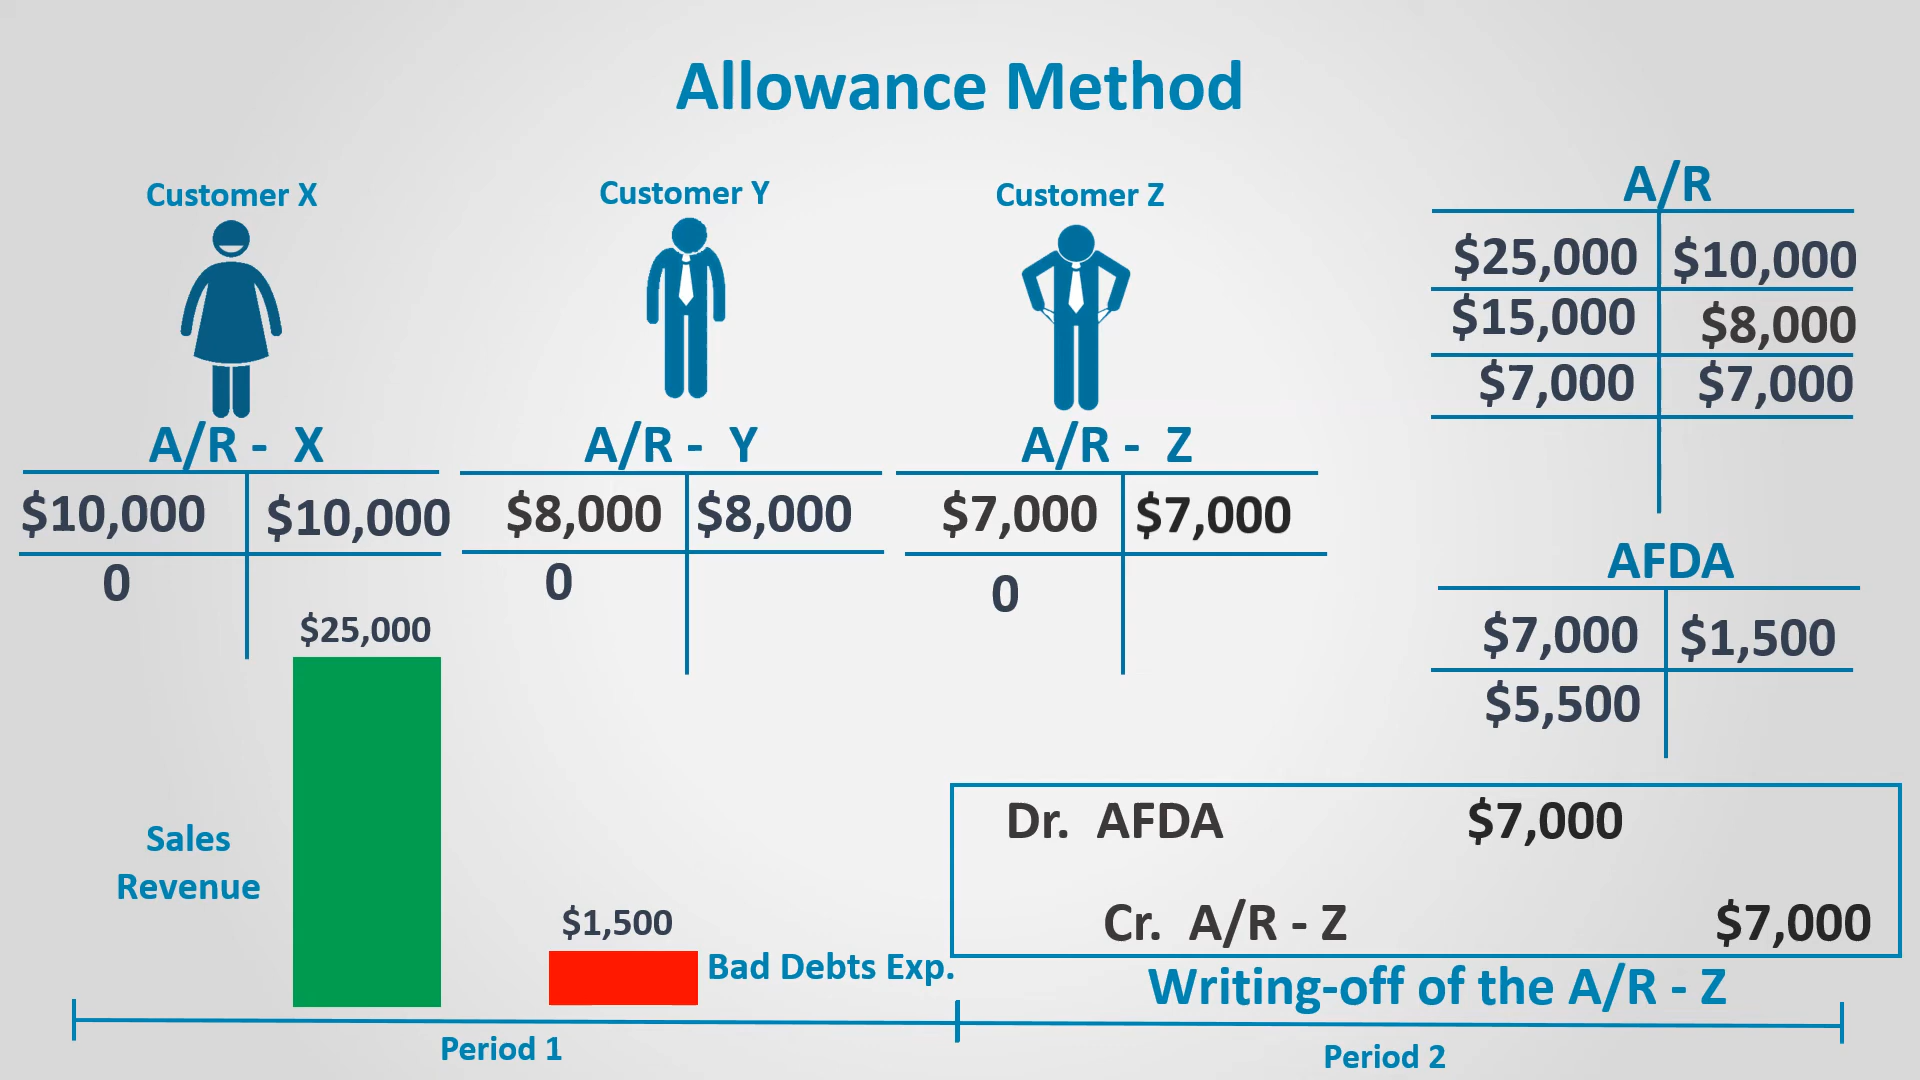 Allowance Method
Customer X
Customer Y
Customer Z
A/R - X
$10,000 $10,000
0
A/R - Y
$8,000 $8,000
0
A/R - Z
$7,000 $7,000
0
A/R
$25,000 $10,000
$15,000 $8,000
$7,000 $7,000
AFDA
$7,000 $1,500
$5,500
$25,000
Sales
Revenue
$1,500
Bad Debts Exp.
Dr. AFDA $7,000
Cr. A/R - Z $7,000
Writing-off of the A/R - Z
Period 1
Period 2